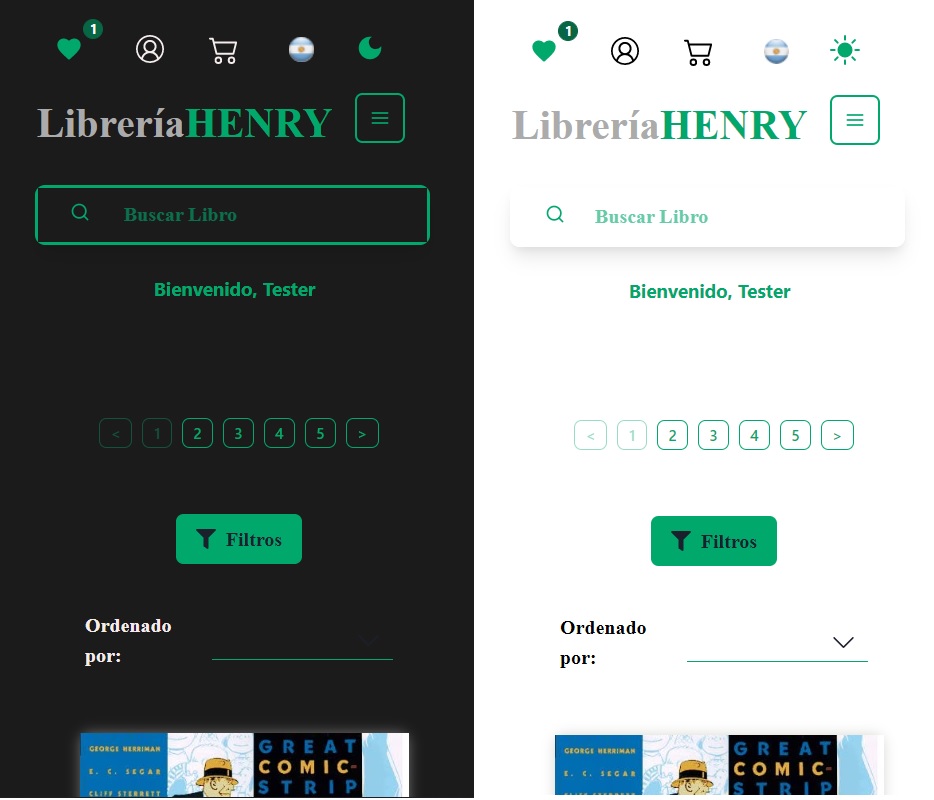 1
LibreríaHENRY
Buscar Libro
Bienvenido, Tester
< 1 2 3 4 5 >
Filtros
Ordenado
por:
GEORGE HERRIMAN
E. C. SEGAR
CLIFF STERRETT
GREAT
COMIC-
STRIP
1
LibreríaHENRY
Buscar Libro
Bienvenido, Tester
< 1 2 3 4 5 >
Filtros
Ordenado
por:
GEORGE HERRIMAN
E. C. SEGAR
CLIFF STERRETT
GREAT
COMIC-
STRIP